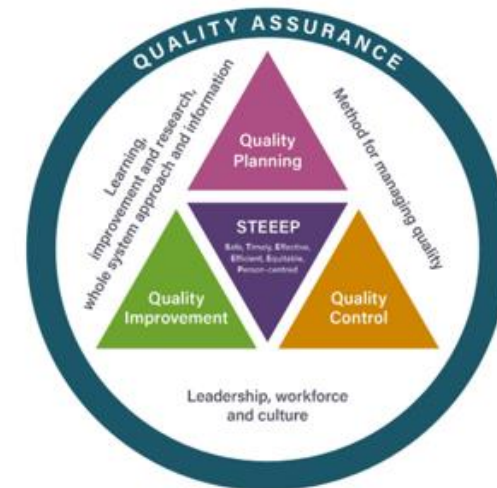 QUALITY ASSURANCE
Learning,
improvement and research,
whole system approach and information
Method for managing quality
Quality
Planning
STEEEP
Safe, Timely, Effective,
Efficient, Equitable,
Person-centred
Quality
Improvement
Quality
Control
Leadership, workforce
and culture